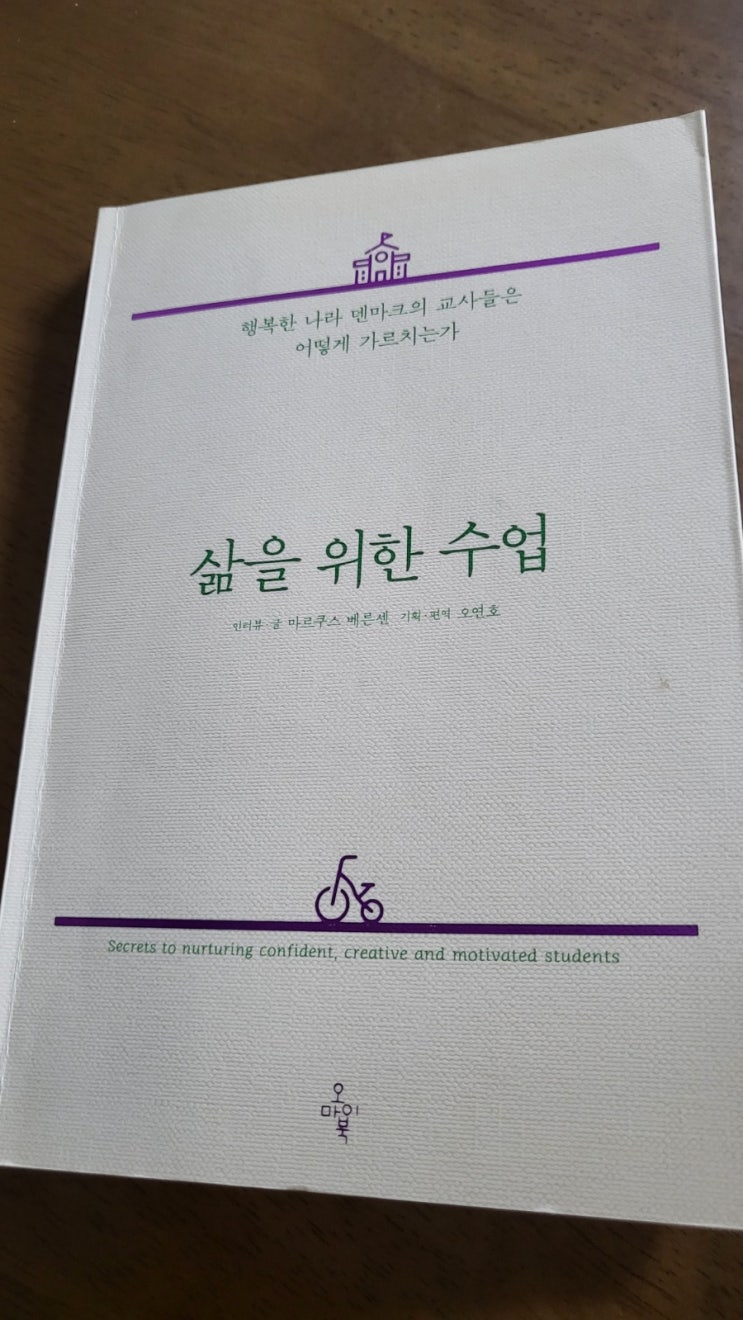 행복한 나라 덴마크의 교사들은
어떻게 가르치는가
삶을 위한 수업
인터뷰·글 마르쿠스 베른센 기획·편역 오연호
Secrets to nurturing confident, creative and motivated students
오
마이
북